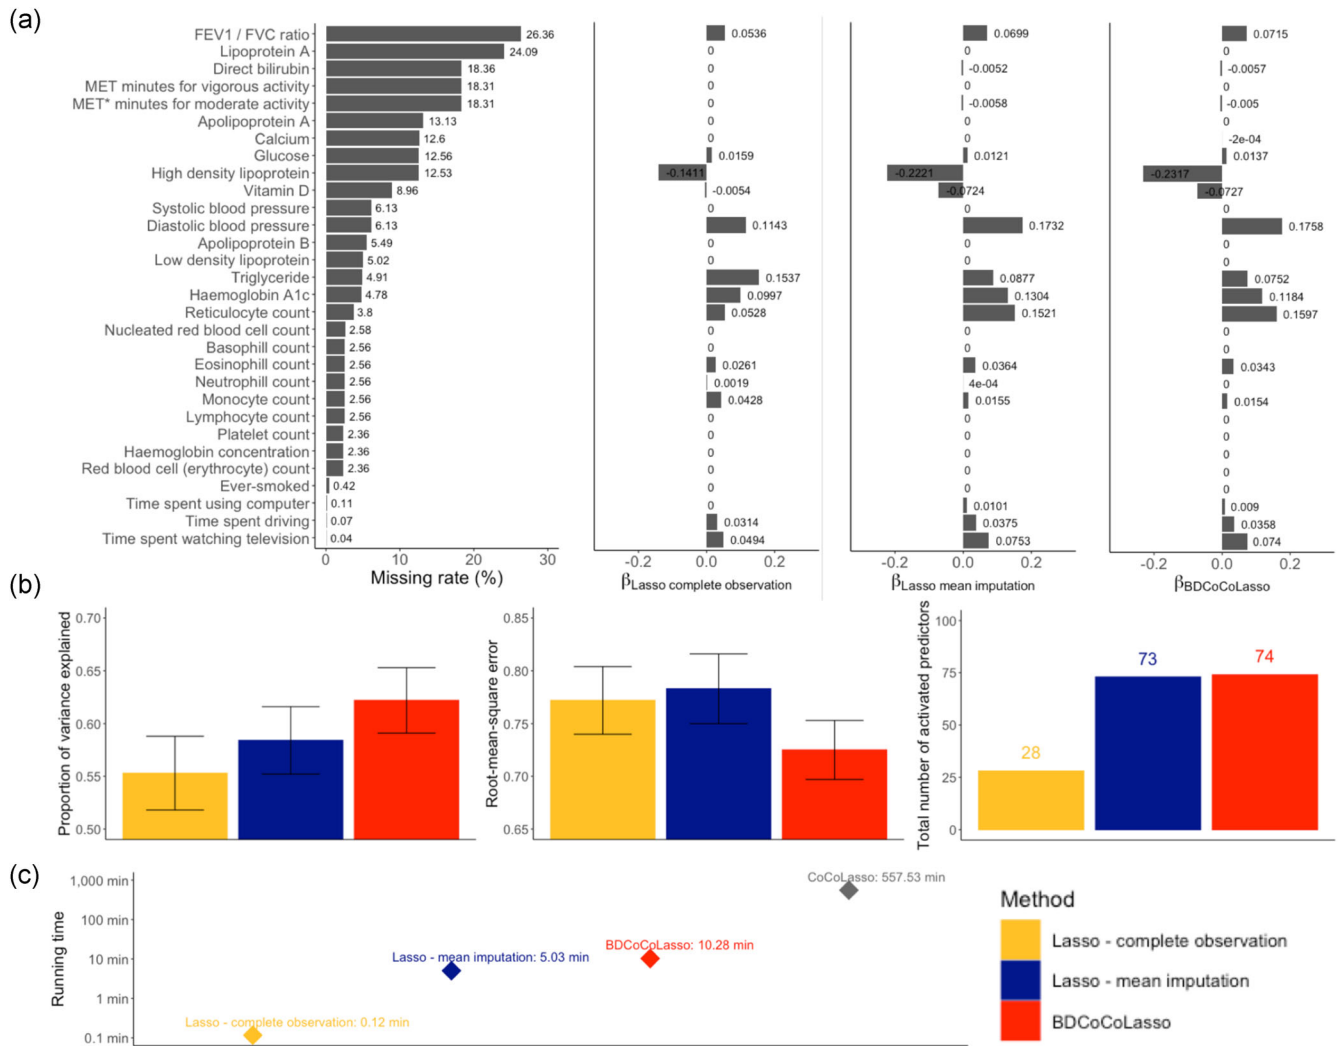 (a)
FEV1 / FVC ratio 26.36 0.0536 0.0699 0.0715
Lipoprotein A 24.09 0 0 0
Direct bilirubin 18.36 0 -0.0052 -0.0057
MET minutes for vigorous activity 18.31 0 0 0
MET* minutes for moderate activity 18.31 0 -0.0058 -0.005
Apolipoprotein A 13.13 0 0 0
Calcium 12.6 0 0 -2e-04
Glucose 12.56 0.0159 0.0121 0.0137
High density lipoprotein 12.53 -0.1411 -0.2221 -0.2317
Vitamin D 8.96 -0.0054 -0.0724 -0.0727
Systolic blood pressure 6.13 0 0 0
Diastolic blood pressure 6.13 0.1143 0.1732 0.1758
Apolipoprotein B 5.49 0 0 0
Low density lipoprotein 5.02 0 0 0
Triglyceride 4.91 0.1537 0.0877 0.0752
Haemoglobin A1c 4.78 0.0997 0.1304 0.1184
Reticulocyte count 3.8 0.0528 0.1521 0.1597
Nucleated red blood cell count 2.58 0 0 0
Basophill count 2.56 0 0 0
Eosinophill count 2.56 0.0261 0.0364 0.0343
Neutrophill count 2.56 0.0019 4e-04 0
Monocyte count 2.56 0.0428 0.0155 0.0154
Lymphocyte count 2.56 0 0 0
Platelet count 2.36 0 0 0
Haemoglobin concentration 2.36 0 0 0
Red blood cell (erythrocyte) count 2.36 0 0 0
Ever-smoked 0.42 0 0 0
Time spent using computer 0.11 0 0.0101 0.009
Time spent driving 0.07 0.0314 0.0375 0.0358
Time spent watching television 0.04 0.0494 0.0753 0.074
0 10 20 30 -0.2 0.0 0.2 -0.2 0.0 0.2 -0.2 0.0 0.2
Missing rate (%) βLasso complete observation βLasso mean imputation βBDCoCoLasso
(b)
Proportion of variance explained
0.70
0.65
0.60
0.55
0.50
Root-mean-square error
0.85
0.80
0.75
0.70
0.65
Total number of activated predictors
100
75
50
25
0
28
73
74
(c)
Running time
1,000 min
100 min
10 min
1 min
0.1 min
CoCoLasso: 557.53 min
BDCoCoLasso: 10.28 min
Lasso - mean imputation: 5.03 min
Lasso - complete observation: 0.12 min
Method
Lasso - complete observation
Lasso - mean imputation
BDCoCoLasso